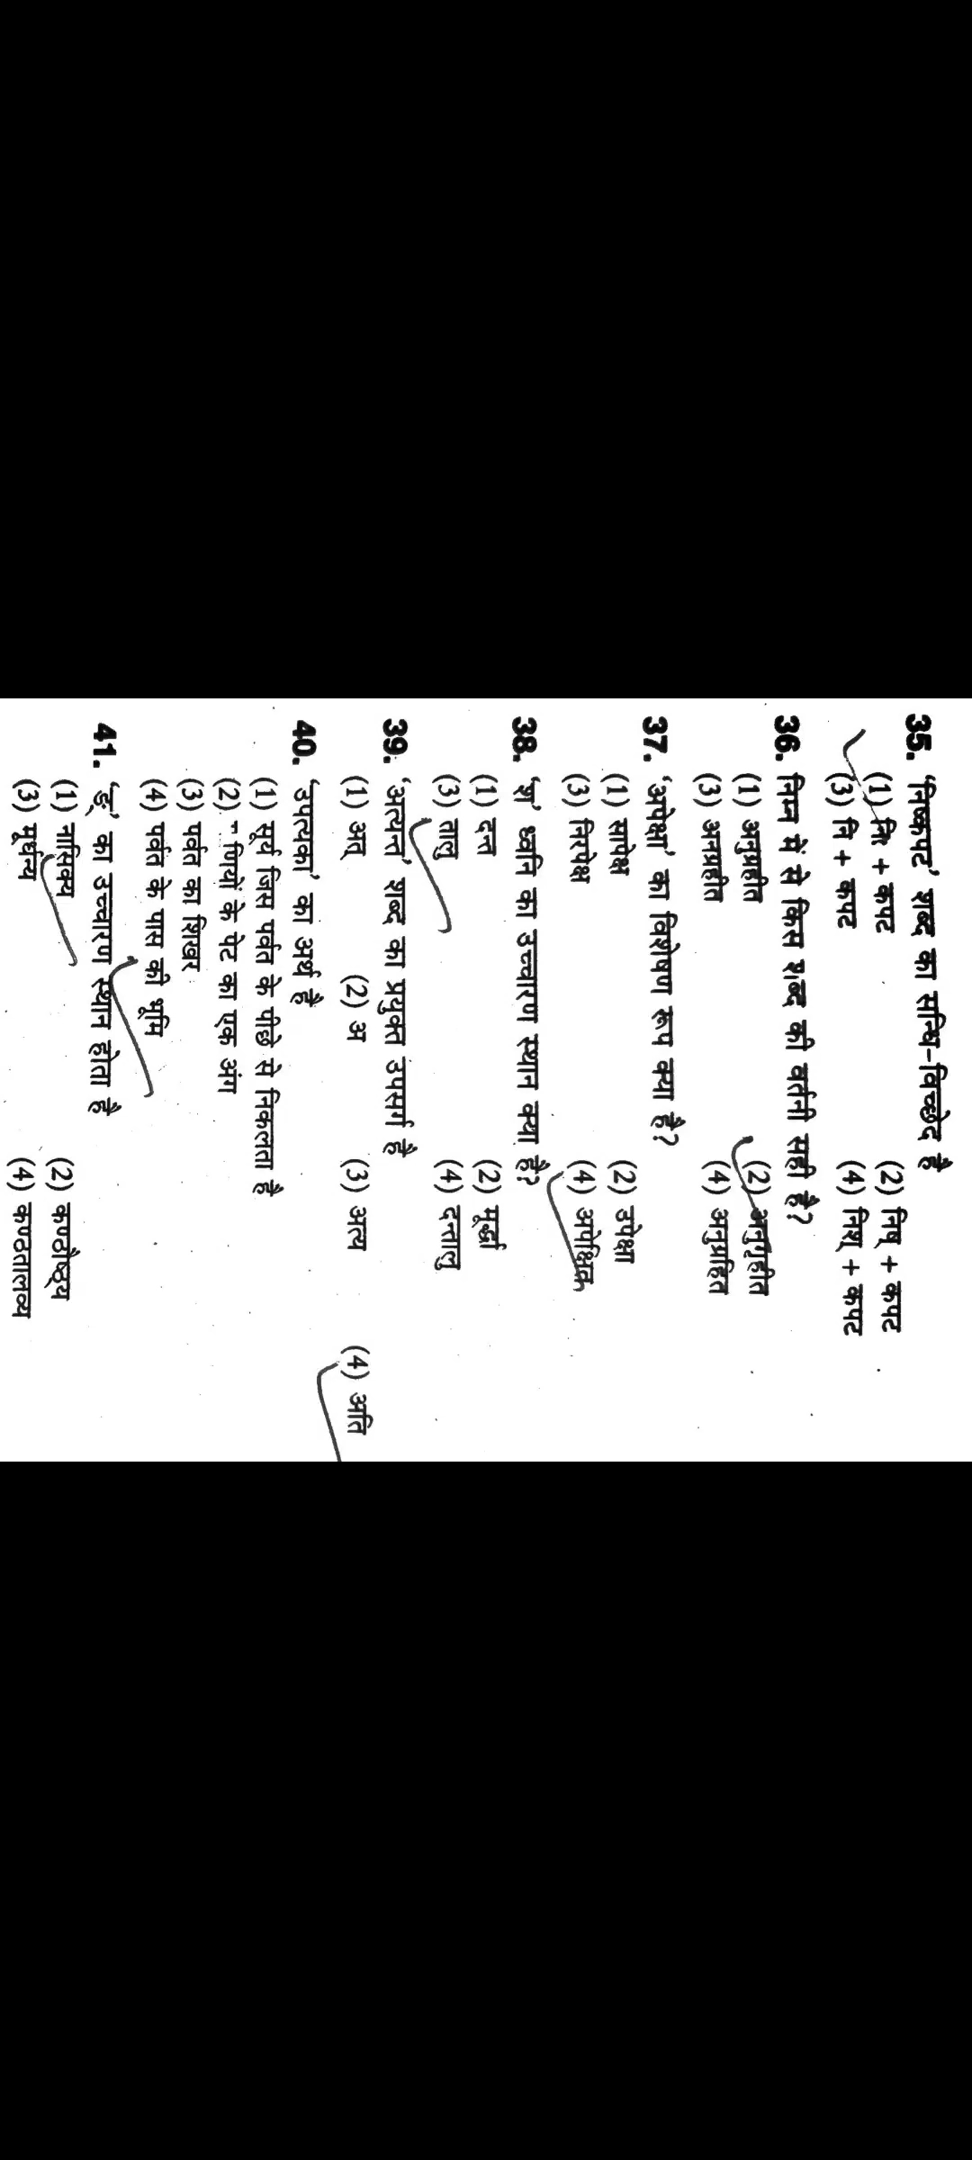 35. 'निष्कपट' शब्द का सन्धि-विच्छेद है
(1) निर + कपट (2) निष् + कपट
(3) नि + कपट (4) निश् + कपट
36. निम्न में से किस शब्द की वर्तनी सही है?
(1) अनुग्रहीत (2) अनुगृहीत
(3) अनग्रहीत (4) अनुग्रहित
37. 'अपेक्षा' का विशेषण रूप क्या है?
(1) सापेक्ष (2) उपेक्षा
(3) निरपेक्ष (4) अपेक्षित
38. 'श' ध्वनि का उच्चारण स्थान क्या है?
(1) दन्त (2) मूर्द्धा
(3) तालु (4) दन्तालु
39. 'अत्यन्त' शब्द का प्रयुक्त उपसर्ग है
(1) अत् (2) अ (3) अत्य (4) अति
40. 'उपत्यका' का अर्थ है
(1) सूर्य जिस पर्वत के पीछे से निकलता है
(2) णियों के पेट का एक अंग
(3) पर्वत का शिखर
(4) पर्वत के पास की भूमि
41. 'ङ्' का उच्चारण स्थान होता है
(1) नासिक्य (2) कण्ठौष्ठ्य
(3) मूर्धन्य (4) कण्ठतालव्य